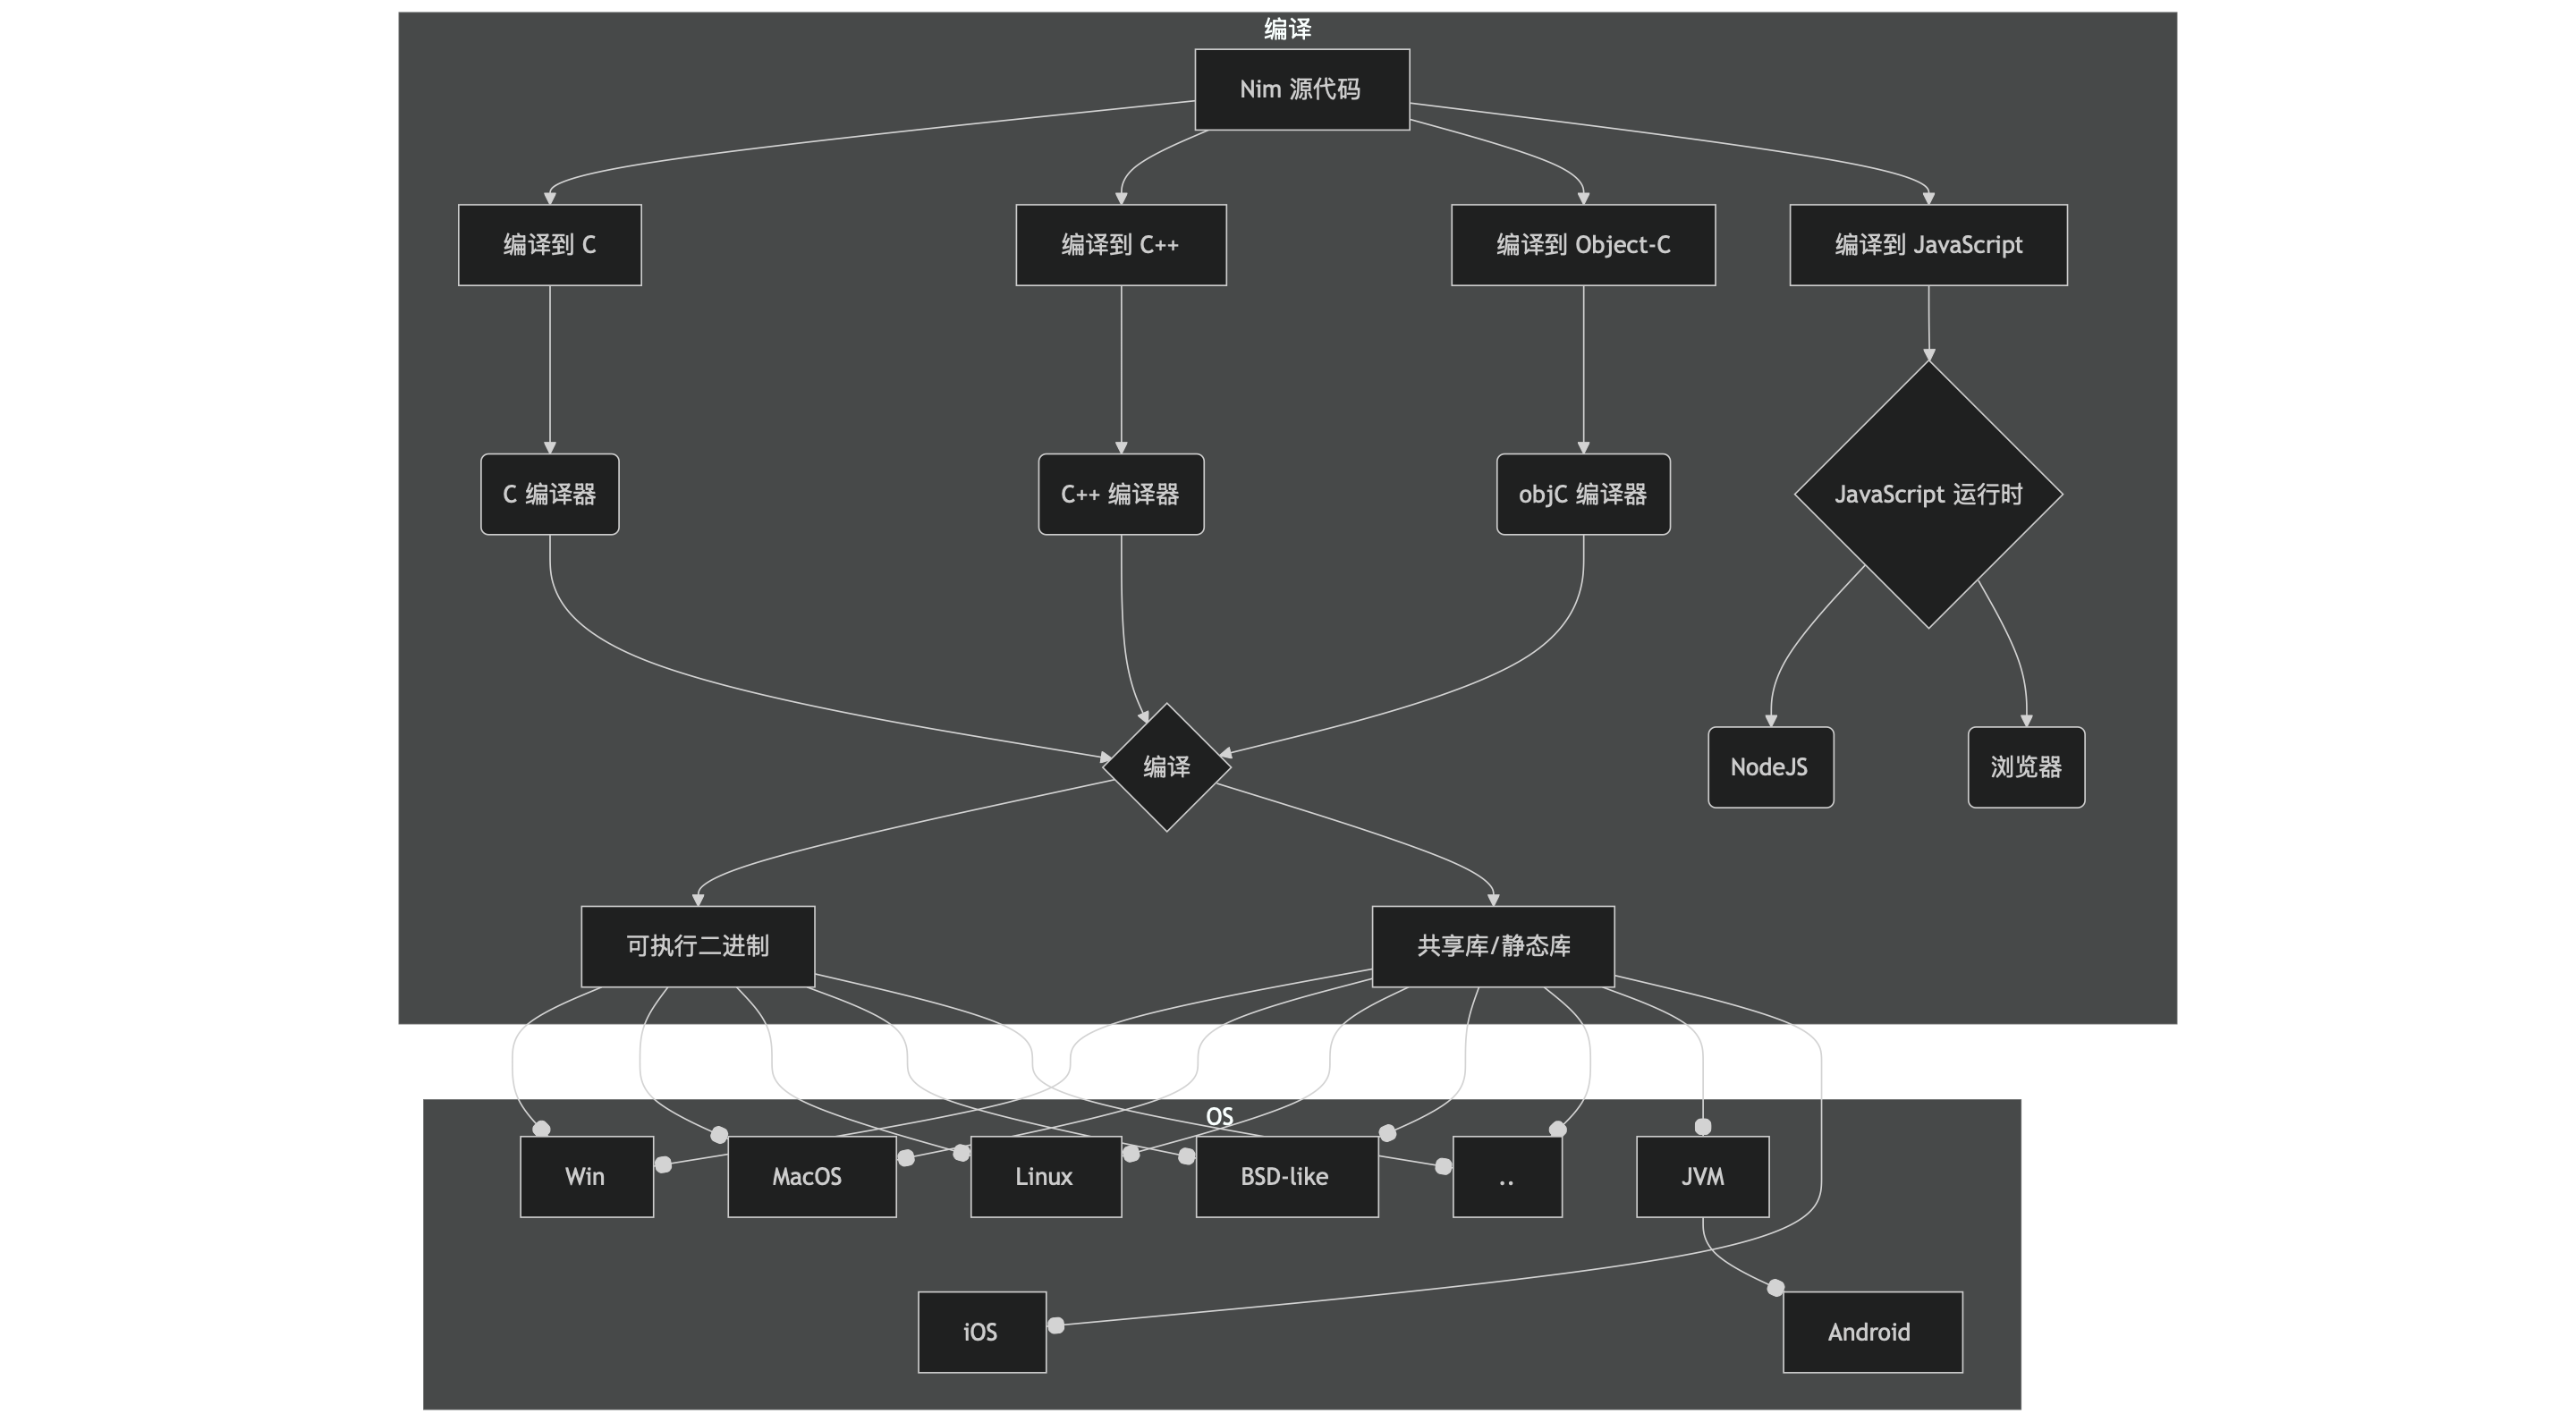 编译
Nim 源代码
编译到 C
编译到 C++
编译到 Object-C
编译到 JavaScript
C 编译器
C++ 编译器
objC 编译器
JavaScript 运行时
编译
NodeJS
浏览器
可执行二进制
共享库/静态库
OS
Win
MacOS
Linux
BSD-like
..
JVM
iOS
Android